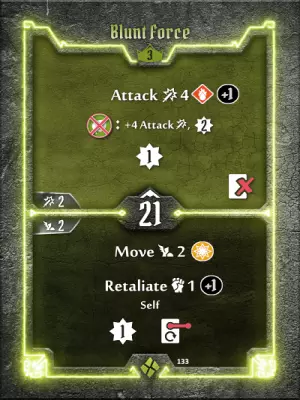 Blunt Force
3
Attack 4 +1
: +4 Attack , 2
1
2
21
2
Move 2
Retaliate 1 +1
Self
1
133